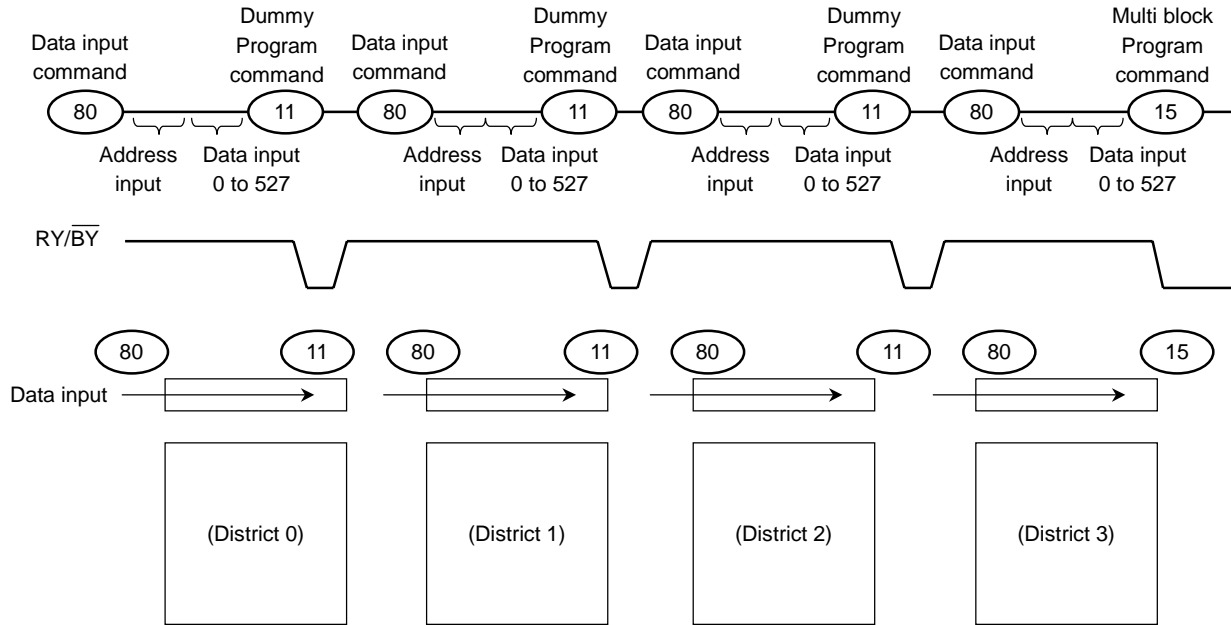 Dummy
Program
command
Dummy
Program
command
Dummy
Program
command
Multi block
Program
command
Data input
command
Data input
command
Data input
command
Data input
command
80
11
80
11
80
11
80
15
Address
input
Data input
0 to 527
Address
input
Data input
0 to 527
Address
input
Data input
0 to 527
Address
input
Data input
0 to 527
RY/B̅Y̅
80
11
80
11
80
11
80
15
Data input
(District 0)
(District 1)
(District 2)
(District 3)